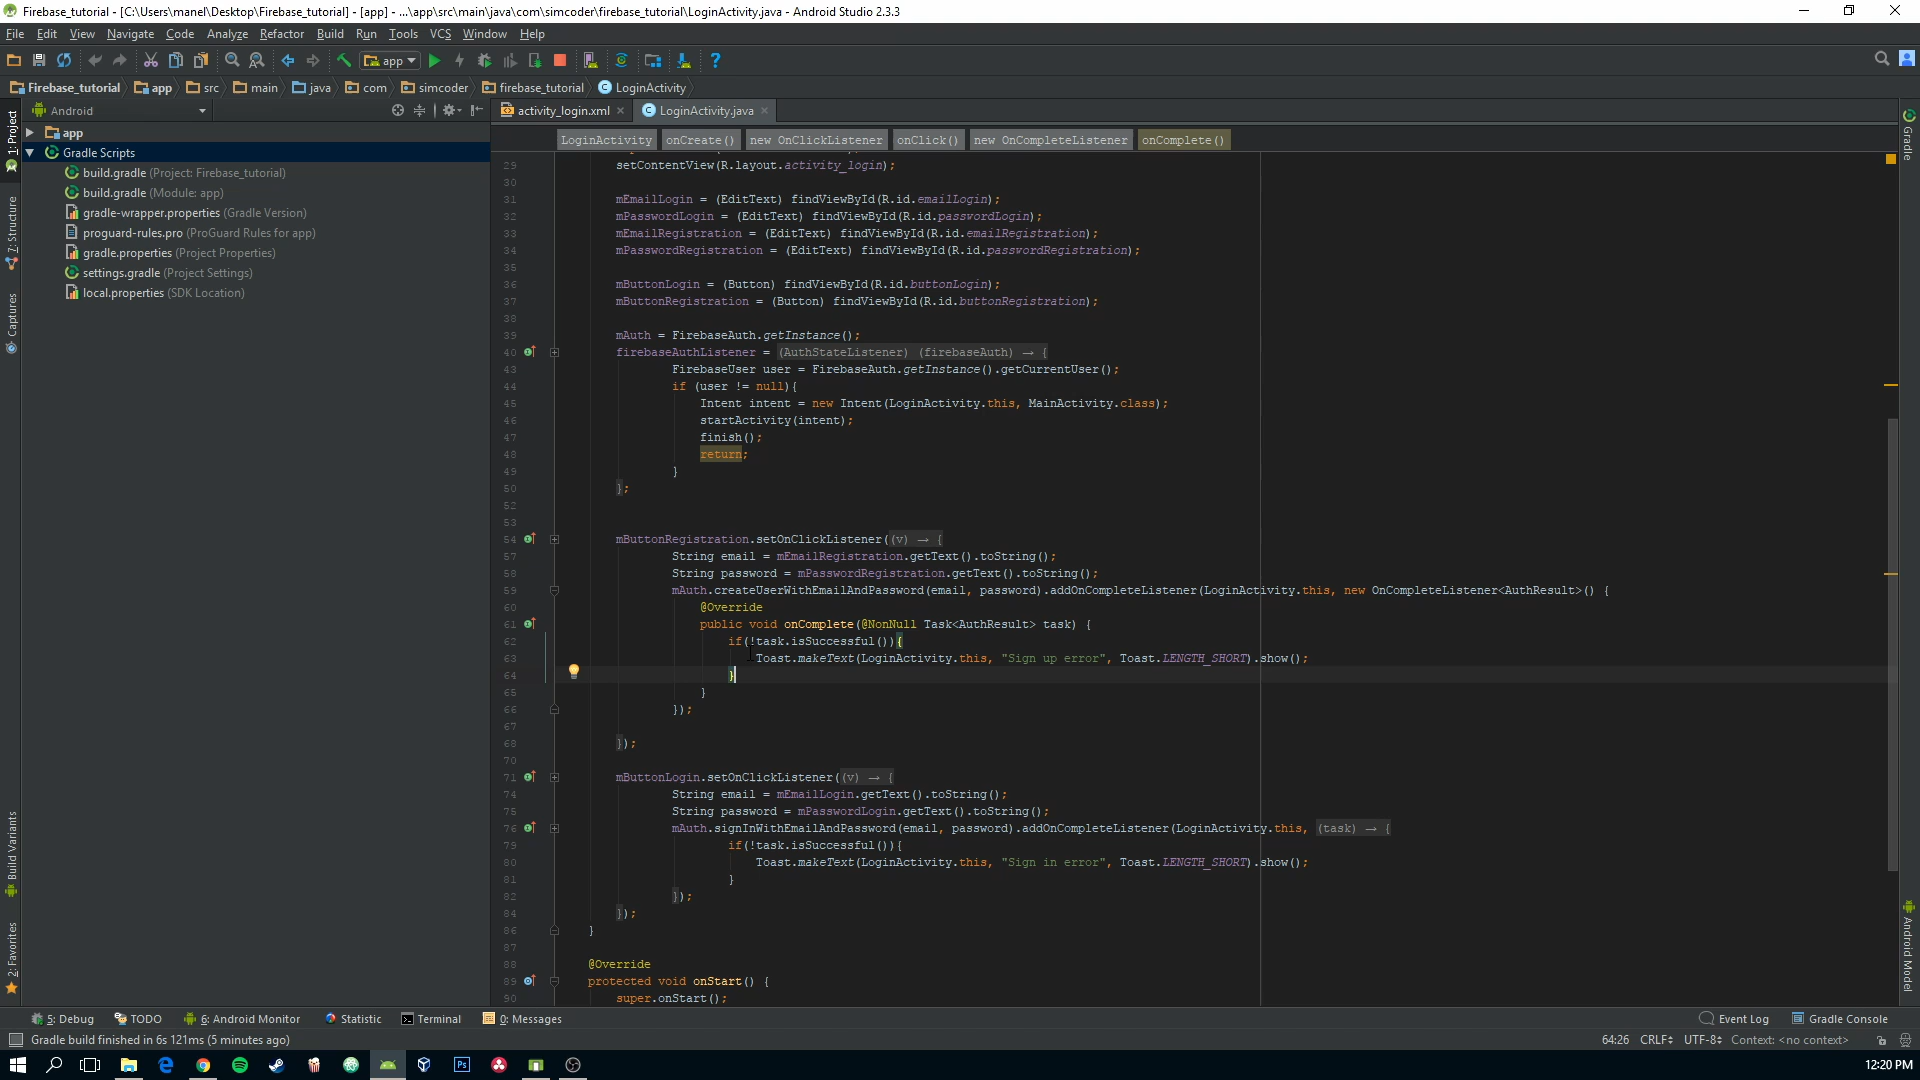 Firebase_tutorial - [C:\Users\manel\Desktop\Firebase_tutorial] - [app] - ...\app\src\main\java\com\simcoder\firebase_tutorial\LoginActivity.java - Android Studio 2.3.3
File Edit View Navigate Code Analyze Refactor Build Run Tools VCS Window Help
app
Firebase_tutorial app src main java com simcoder firebase_tutorial LoginActivity
Android
activity_login.xml LoginActivity.java
LoginActivity onCreate() new OnClickListener onClick() new OnCompleteListener onComplete()
app
Gradle Scripts
build.gradle (Project: Firebase_tutorial)
build.gradle (Module: app)
gradle-wrapper.properties (Gradle Version)
proguard-rules.pro (ProGuard Rules for app)
gradle.properties (Project Properties)
settings.gradle (Project Settings)
local.properties (SDK Location)
1: Project
7: Structure
Captures
Build Variants
2: Favorites
29 setContentView(R.layout.activity_login);
30
31 mEmailLogin = (EditText) findViewById(R.id.emailLogin);
32 mPasswordLogin = (EditText) findViewById(R.id.passwordLogin);
33 mEmailRegistration = (EditText) findViewById(R.id.emailRegistration);
34 mPasswordRegistration = (EditText) findViewById(R.id.passwordRegistration);
35
36 mButtonLogin = (Button) findViewById(R.id.buttonLogin);
37 mButtonRegistration = (Button) findViewById(R.id.buttonRegistration);
38
39 mAuth = FirebaseAuth.getInstance();
40 firebaseAuthListener = (AuthStateListener) (firebaseAuth) → {
43 FirebaseUser user = FirebaseAuth.getInstance().getCurrentUser();
44 if (user != null){
45 Intent intent = new Intent(LoginActivity.this, MainActivity.class);
46 startActivity(intent);
47 finish();
48 return;
49 }
50 };
52
53
54 mButtonRegistration.setOnClickListener((v) → {
57 String email = mEmailRegistration.getText().toString();
58 String password = mPasswordRegistration.getText().toString();
59 mAuth.createUserWithEmailAndPassword(email, password).addOnCompleteListener(LoginActivity.this, new OnCompleteListener<AuthResult>() {
60 @Override
61 public void onComplete(@NonNull Task<AuthResult> task) {
62 if(!task.isSuccessful()){
63 Toast.makeText(LoginActivity.this, "Sign up error", Toast.LENGTH_SHORT).show();
64 }
65 }
66 });
67
68 });
70
71 mButtonLogin.setOnClickListener((v) → {
74 String email = mEmailLogin.getText().toString();
75 String password = mPasswordLogin.getText().toString();
76 mAuth.signInWithEmailAndPassword(email, password).addOnCompleteListener(LoginActivity.this, (task) → {
79 if(!task.isSuccessful()){
80 Toast.makeText(LoginActivity.this, "Sign in error", Toast.LENGTH_SHORT).show();
81 }
82 });
84 });
86 }
87
88 @Override
89 protected void onStart() {
90 super.onStart();
Gradle
Android Model
5: Debug TODO 6: Android Monitor Statistic Terminal 0: Messages Event Log Gradle Console
Gradle build finished in 6s 121ms (5 minutes ago) 64:26 CRLF UTF-8 Context: <no context>
Ps
12:20 PM